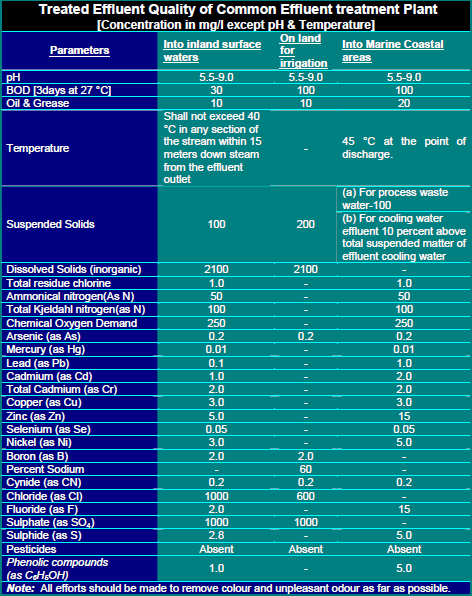 Treated Effluent Quality of Common Effluent treatment Plant
[Concentration in mg/l except pH & Temperature]
Parameters Into inland surface waters On land for irrigation Into Marine Coastal areas
pH 5.5-9.0 5.5-9.0 5.5-9.0
BOD [3days at 27 °C] 30 100 100
Oil & Grease 10 10 20
Temperature Shall not exceed 40 °C in any section of the stream within 15 meters down steam from the effluent outlet - 45 °C at the point of discharge.
Suspended Solids 100 200 (a) For process waste water-100
(b) For cooling water effluent 10 percent above total suspended matter of effluent cooling water
Dissolved Solids (inorganic) 2100 2100 -
Total residue chlorine 1.0 - 1.0
Ammonical nitrogen(As N) 50 - 50
Total Kjeldahl nitrogen(as N) 100 - 100
Chemical Oxygen Demand 250 - 250
Arsenic (as As) 0.2 0.2 0.2
Mercury (as Hg) 0.01 - 0.01
Lead (as Pb) 0.1 - 1.0
Cadmium (as Cd) 1.0 - 2.0
Total Cadmium (as Cr) 2.0 - 2.0
Copper (as Cu) 3.0 - 3.0
Zinc (as Zn) 5.0 - 15
Selenium (as Se) 0.05 - 0.05
Nickel (as Ni) 3.0 - 5.0
Boron (as B) 2.0 2.0 -
Percent Sodium - 60 -
Cynide (as CN) 0.2 0.2 0.2
Chloride (as Cl) 1000 600 -
Fluoride (as F) 2.0 - 15
Sulphate (as SO₄) 1000 1000 -
Sulphide (as S) 2.8 - 5.0
Pesticides Absent Absent Absent
Phenolic compounds (as C₆H₅OH) 1.0 - 5.0
Note: All efforts should be made to remove colour and unpleasant odour as far as possible.